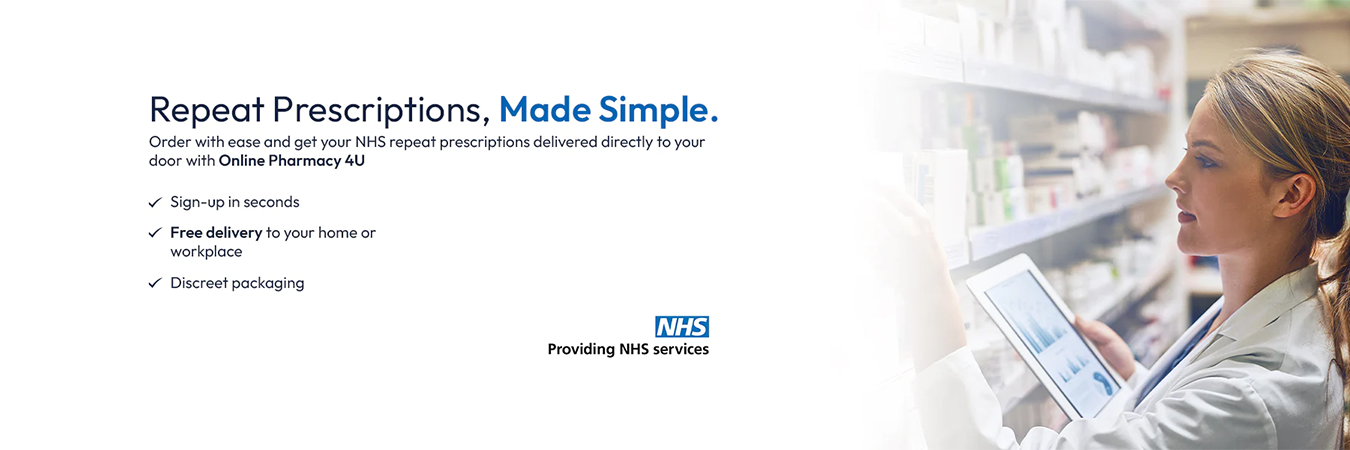 Repeat Prescriptions, Made Simple.
Order with ease and get your NHS repeat prescriptions delivered directly to your
door with Online Pharmacy 4U
Sign-up in seconds
Free delivery to your home or
workplace
Discreet packaging
NHS
Providing NHS services